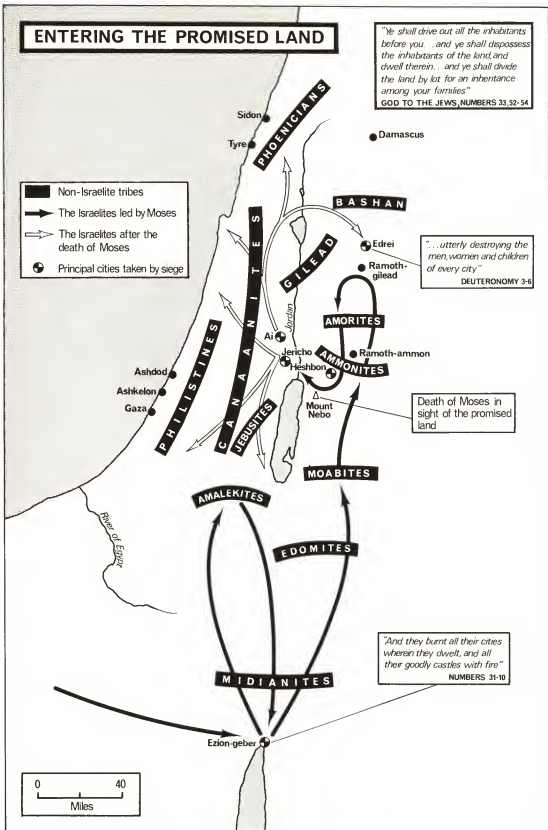 ENTERING THE PROMISED LAND
"Ye shall drive out all the inhabitants
before you. . and ye shall dispossess
the inhabitants of the land, and
dwell therein. . and ye shall divide
the land by lot for an inheritance
among your families"
GOD TO THE JEWS, NUMBERS 33,52-54
Sidon
Tyre
PHOENICIANS
Damascus
Non-Israelite tribes
The Israelites led by Moses
The Israelites after the
death of Moses
Principal cities taken by siege
BASHAN
Edrei
GILEAD
Ramoth-
gilead
"...utterly destroying the
men, women and children
of every city"
DEUTERONOMY 3-6
CANAANITES
Jordan
AMORITES
Ai
Jericho
AMMONITES
Ramoth-ammon
Heshbon
Ashdod
Ashkelon
Gaza
PHILISTINES
JEBUSITES
Mount
Nebo
Death of Moses in
sight of the promised
land
MOABITES
AMALEKITES
River of Egypt
EDOMITES
"And they burnt all their cities
wherein they dwelt, and all
their goodly castles with fire"
NUMBERS 31-10
MIDIANITES
Ezion-geber
0 40
Miles